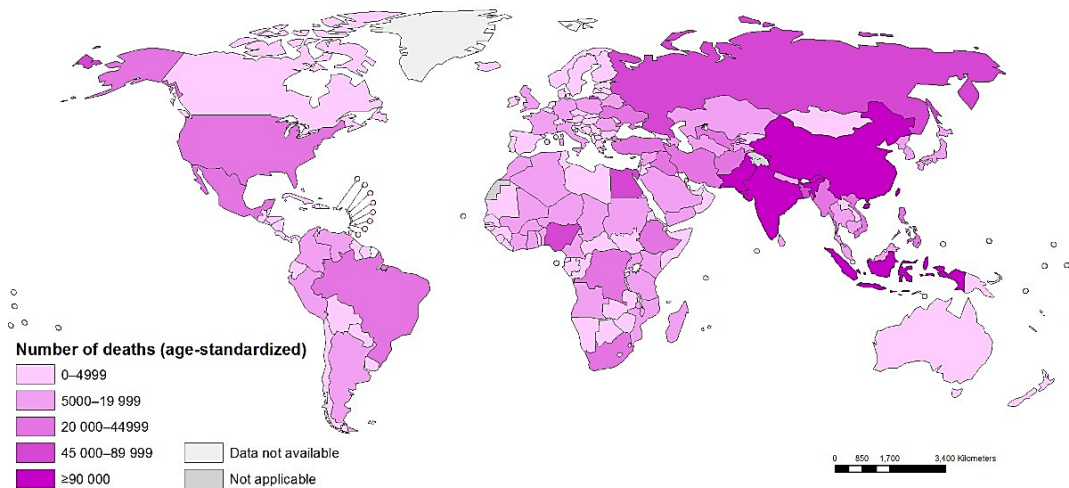 Number of deaths (age-standardized)
0–4999
5000–19 999
20 000–44999
45 000–89 999
≥90 000
Data not available
Not applicable
0 850 1,700 3,400 Kilometers